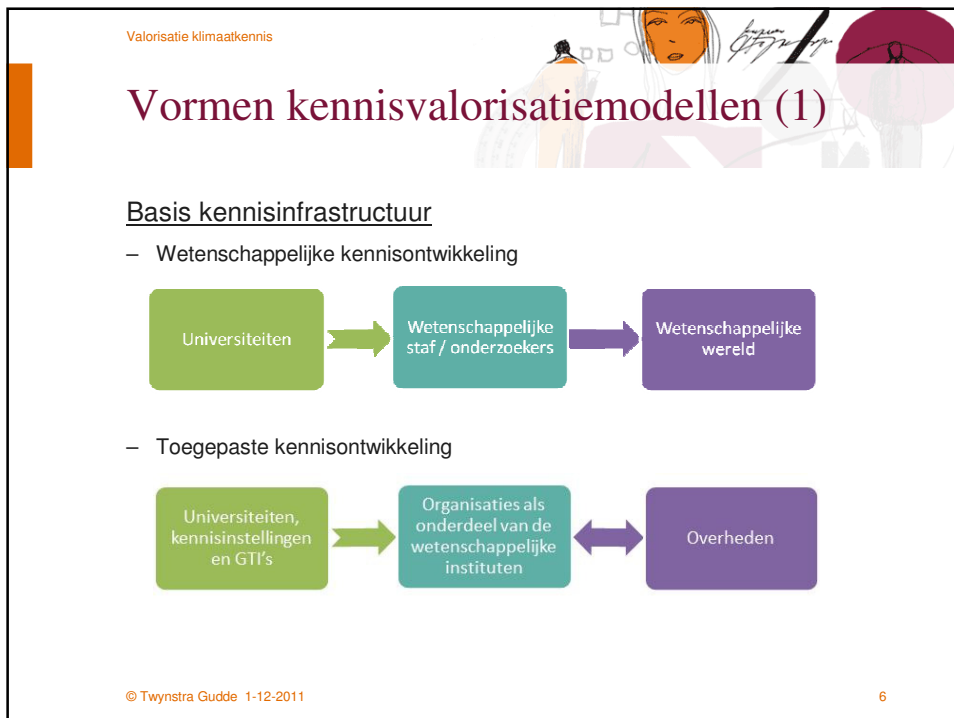 Valorisatie klimaatkennis
Vormen kennisvalorisatiemodellen (1)
Basis kennisinfrastructuur
– Wetenschappelijke kennisontwikkeling
Universiteiten
Wetenschappelijke
staf / onderzoekers
Wetenschappelijke
wereld
– Toegepaste kennisontwikkeling
Universiteiten,
kennisinstellingen
en GTI's
Organisaties als
onderdeel van de
wetenschappelijke
instituten
Overheden
© Twynstra Gudde 1-12-2011
6